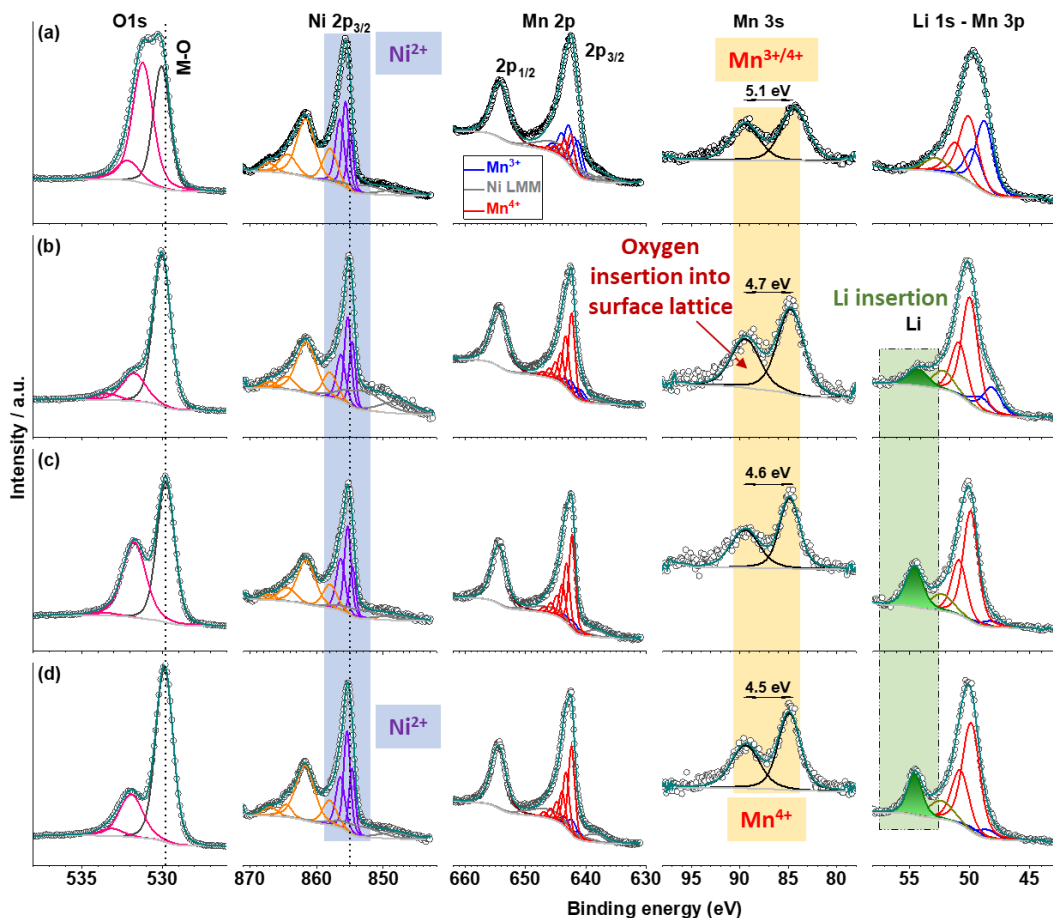 O1s
Ni 2p3/2
Mn 2p
Mn 3s
Li 1s - Mn 3p
(a)
M-O
Ni2+
2p1/2
2p3/2
Mn3+/4+
5.1 eV
Mn3+
Ni LMM
Mn4+
(b)
Oxygen
insertion into
surface lattice
4.7 eV
Li insertion
Li
(c)
4.6 eV
(d)
Ni2+
4.5 eV
Mn4+
Intensity / a.u.
535 530
870 860 850
660 650 640 630
95 90 85 80
55 50 45
Binding energy (eV)